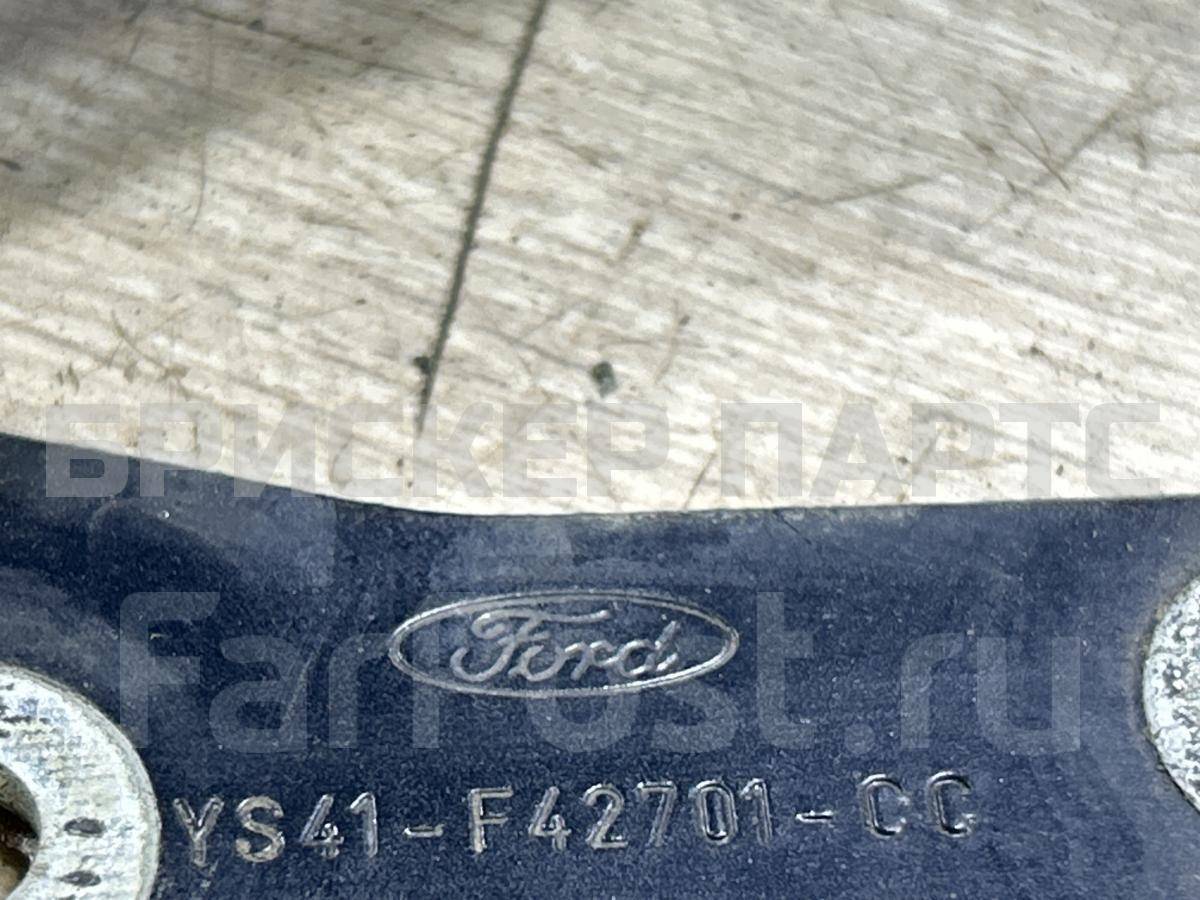 БРИСКЕР ПАРТС
Ford
FarPost.ru
YS41-F42701-CC